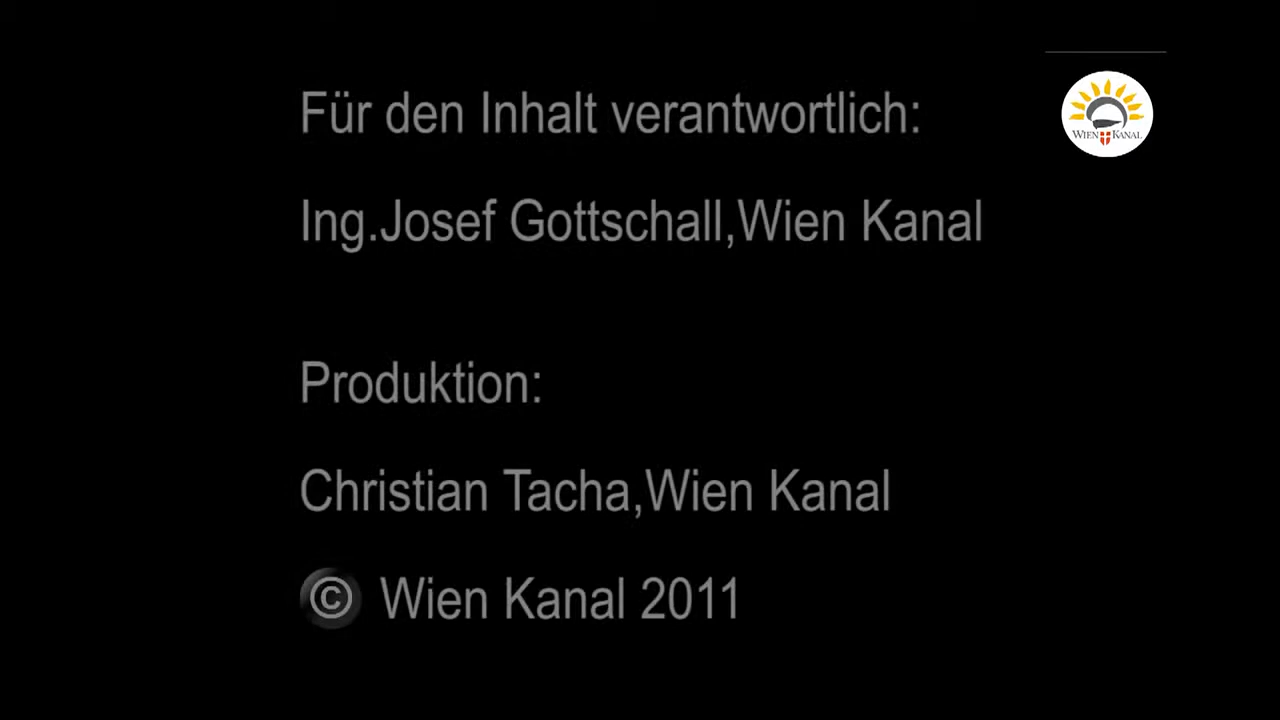 Für den Inhalt verantwortlich:
WIEN KANAL
Ing.Josef Gottschall,Wien Kanal
Produktion:
Christian Tacha,Wien Kanal
© Wien Kanal 2011